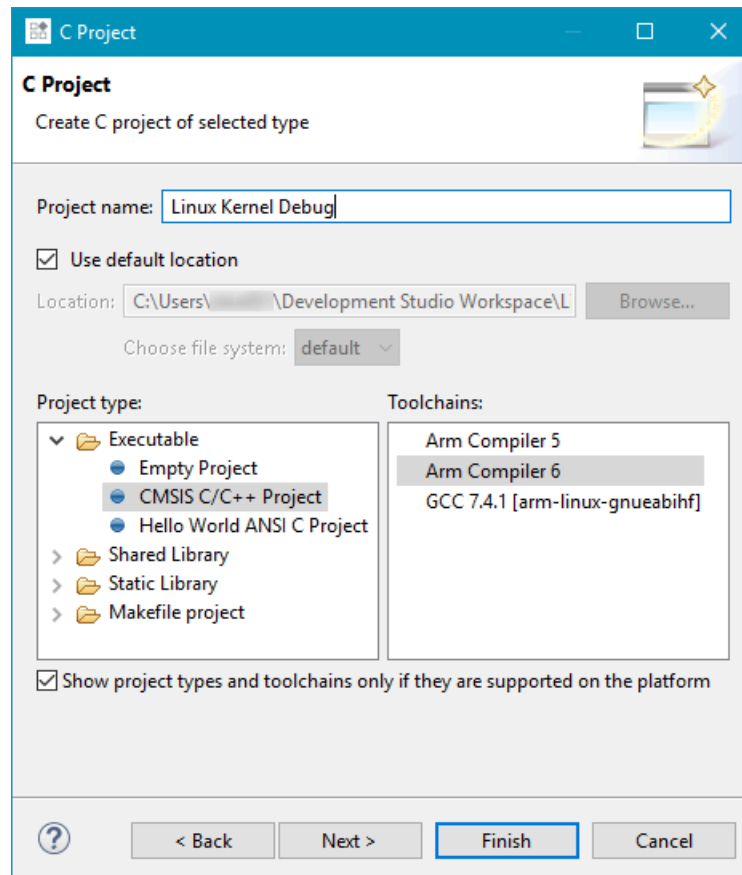 C Project
C Project
Create C project of selected type
Project name: Linux Kernel Debug
Use default location
Location: C:\Users\ \Development Studio Workspace\L Browse...
Choose file system: default
Project type: Toolchains:
Executable
Empty Project
CMSIS C/C++ Project
Hello World ANSI C Project
Shared Library
Static Library
Makefile project
Arm Compiler 5
Arm Compiler 6
GCC 7.4.1 [arm-linux-gnueabihf]
Show project types and toolchains only if they are supported on the platform
? < Back Next > Finish Cancel